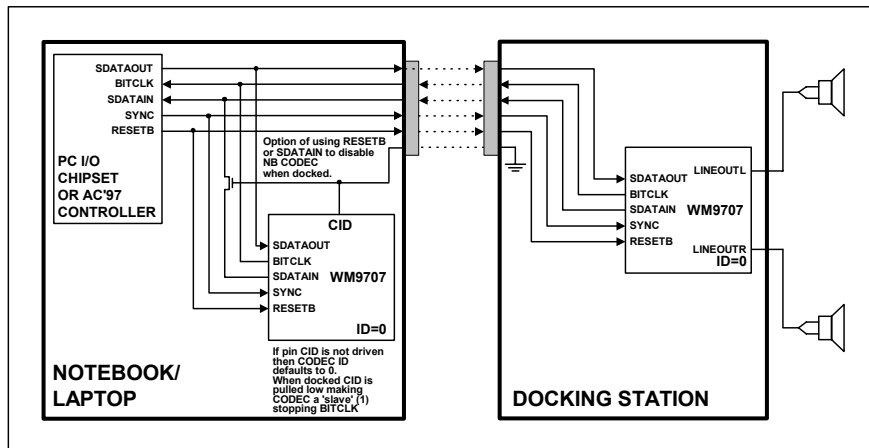 SDATAOUT
BITCLK
SDATAIN
SYNC
RESETB
PC I/O
CHIPSET
OR AC'97
CONTROLLER
Option of using RESETB
or SDATAIN to disable
NB CODEC
when docked.
CID
SDATAOUT
BITCLK
SDATAIN
WM9707
SYNC
RESETB
ID=0
If pin CID is not driven
then CODEC ID
defaults to 0.
When docked CID is
pulled low making
CODEC a 'slave' (1)
stopping BITCLK
NOTEBOOK/
LAPTOP
LINEOUTL
SDATAOUT
BITCLK
SDATAIN
WM9707
SYNC
RESETB
LINEOUTR
ID=0
DOCKING STATION